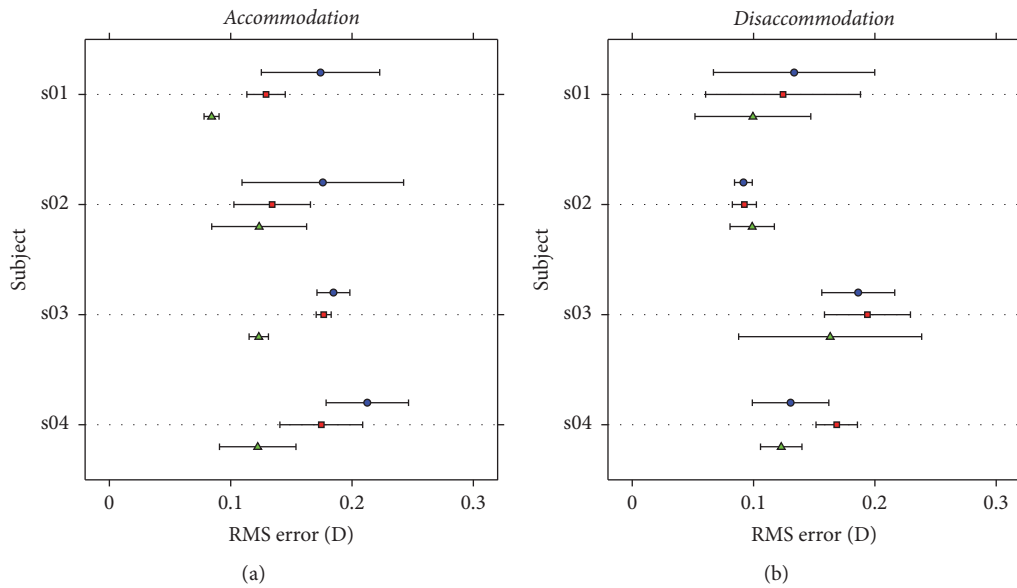 Accommodation
Subject
s01
s02
s03
s04
0 0.1 0.2 0.3
RMS error (D)
(a)
Disaccommodation
Subject
s01
s02
s03
s04
0 0.1 0.2 0.3
RMS error (D)
(b)